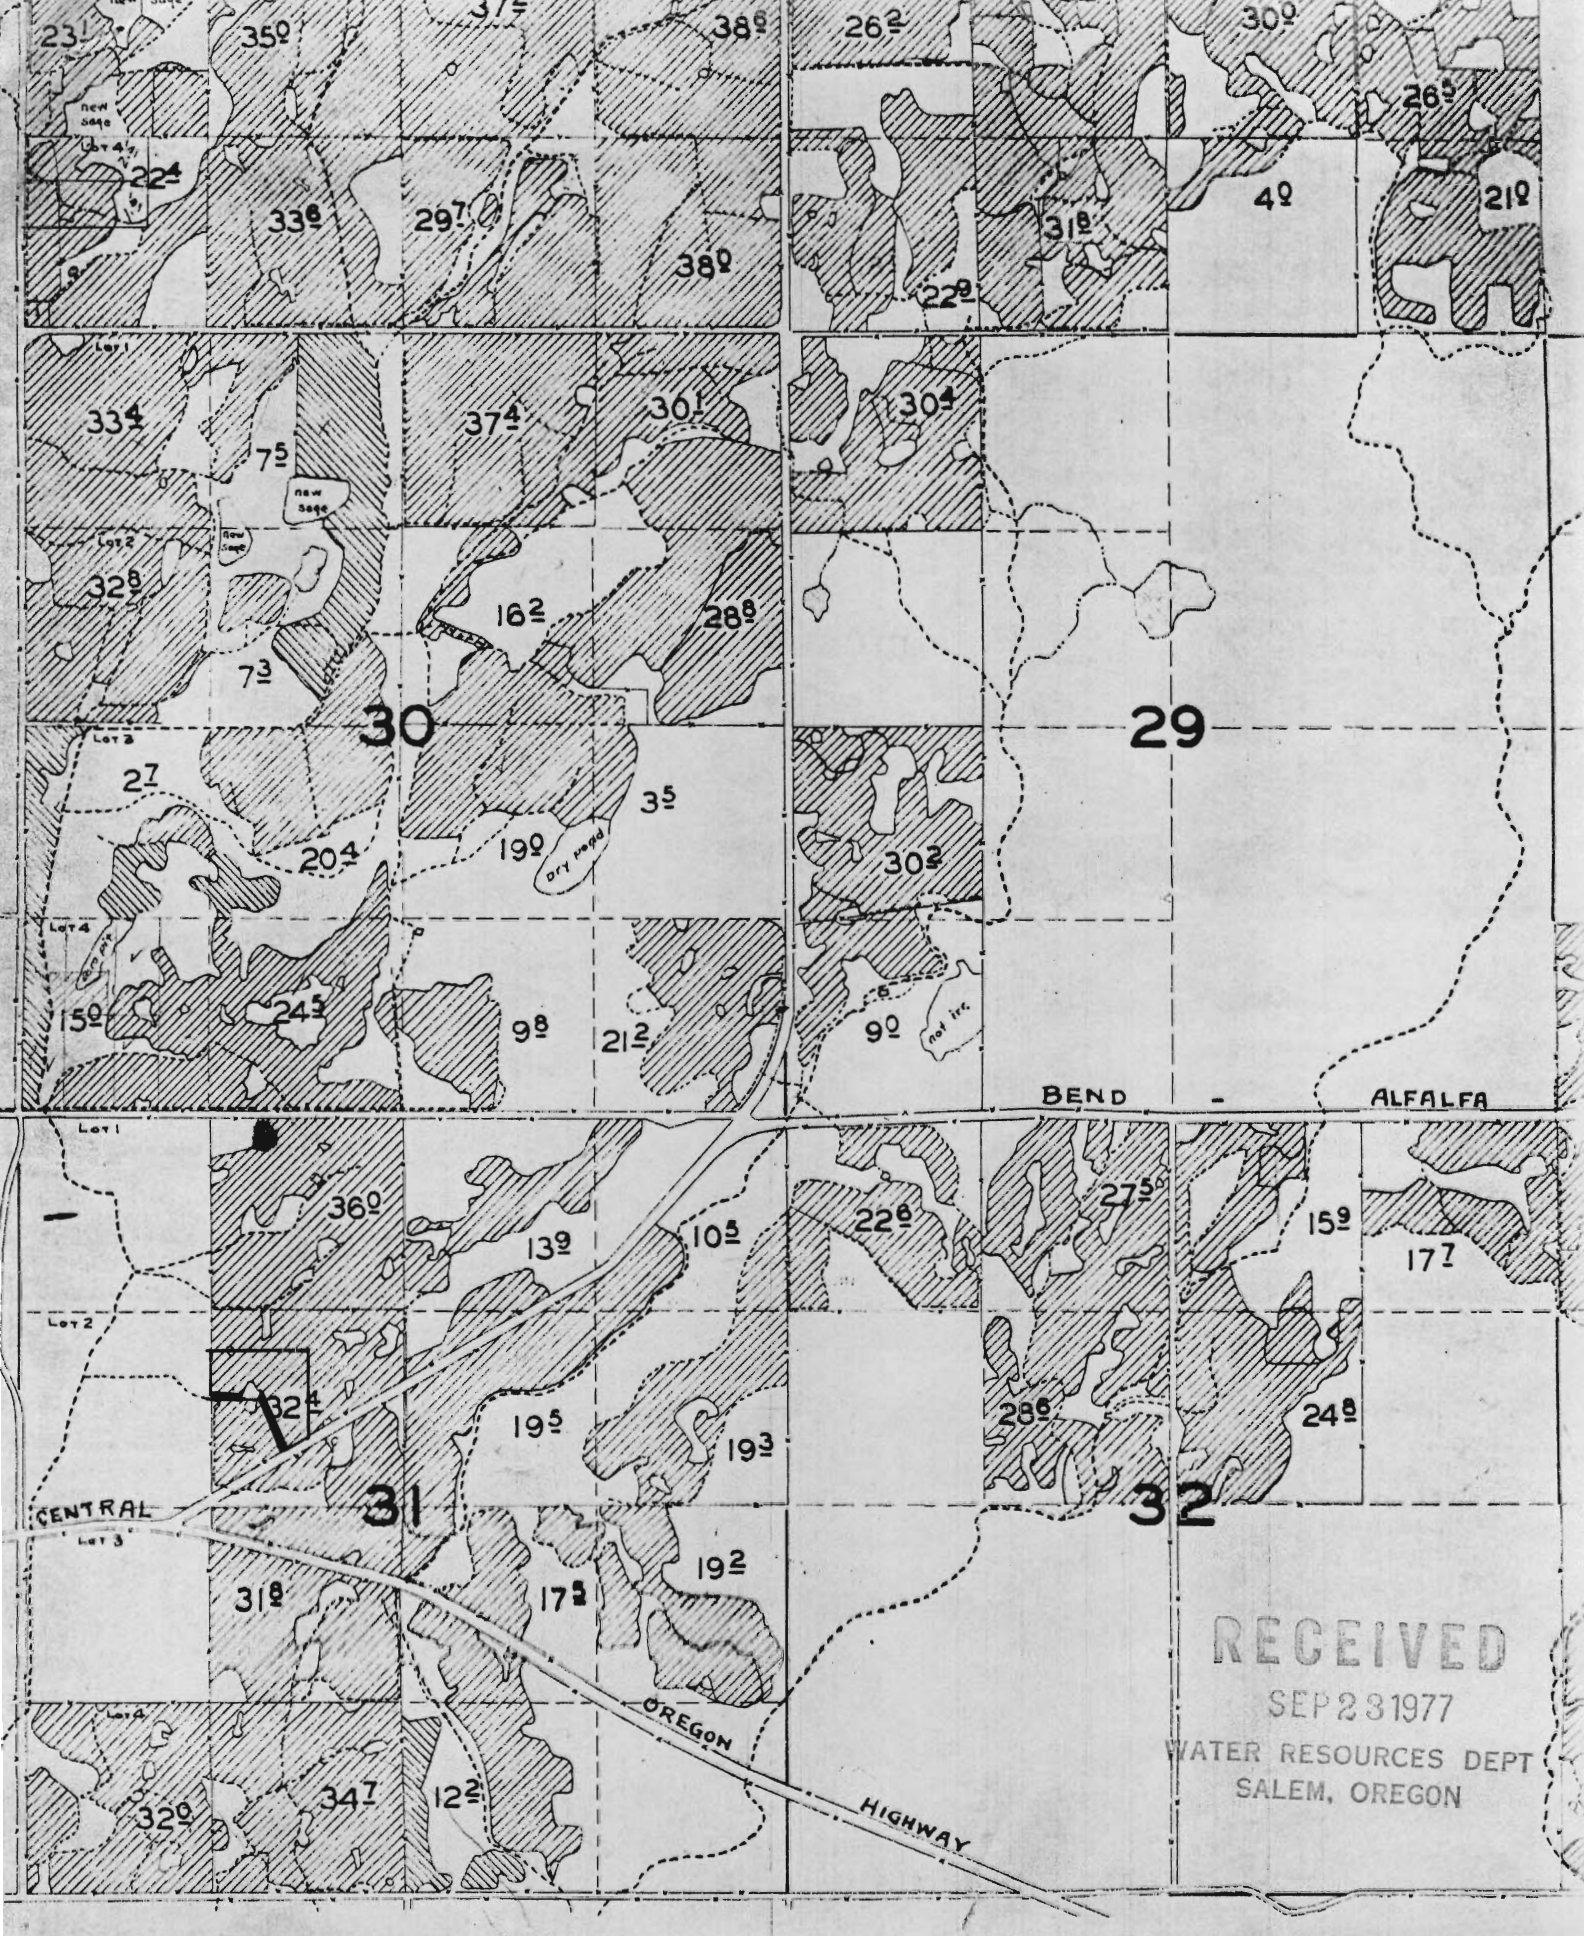 new sage
37 5
23 1
35 0
38 6
26 2
30 0
26 5
new
sage
Lot 4
22 4
33 6
29 7
38 0
22 9
31 8
4 0
21 0
Lot 1
33 4
7 5
37 4
30 1
30 4
new
sage
new
sage
Lot 2
32 8
7 3
16 2
28 8
30
29
Lot 3
2 7
20 4
19 0
Dry pond
3 5
30 2
Lot 4
15 0
24 5
9 8
21 2
9 0
not irr.
BEND - ALFALFA
Lot 1
36 0
13 9
10 5
22 6
27 5
15 9
17 7
Lot 2
32 4
19 5
19 3
28 6
24 8
31
32
CENTRAL
Lot 3
31 8
17 5
19 2
OREGON
HIGHWAY
Lot 4
32 0
34 7
12 2
RECEIVED
SEP 23 1977
WATER RESOURCES DEPT
SALEM, OREGON